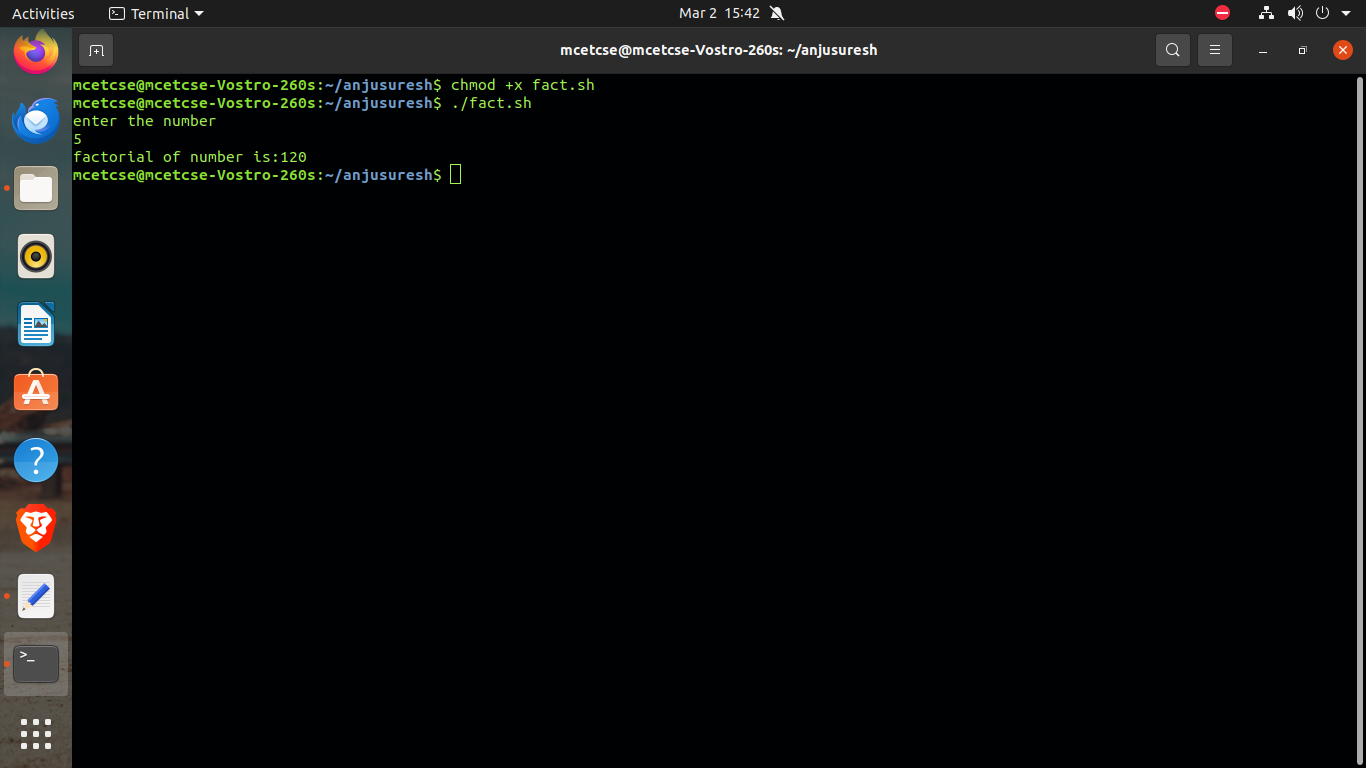 Activities
Terminal
Mar 2 15:42
mcetcse@mcetcse-Vostro-260s: ~/anjusuresh
mcetcse@mcetcse-Vostro-260s:~/anjusuresh$ chmod +x fact.sh
mcetcse@mcetcse-Vostro-260s:~/anjusuresh$ ./fact.sh
enter the number
5
factorial of number is:120
mcetcse@mcetcse-Vostro-260s:~/anjusuresh$